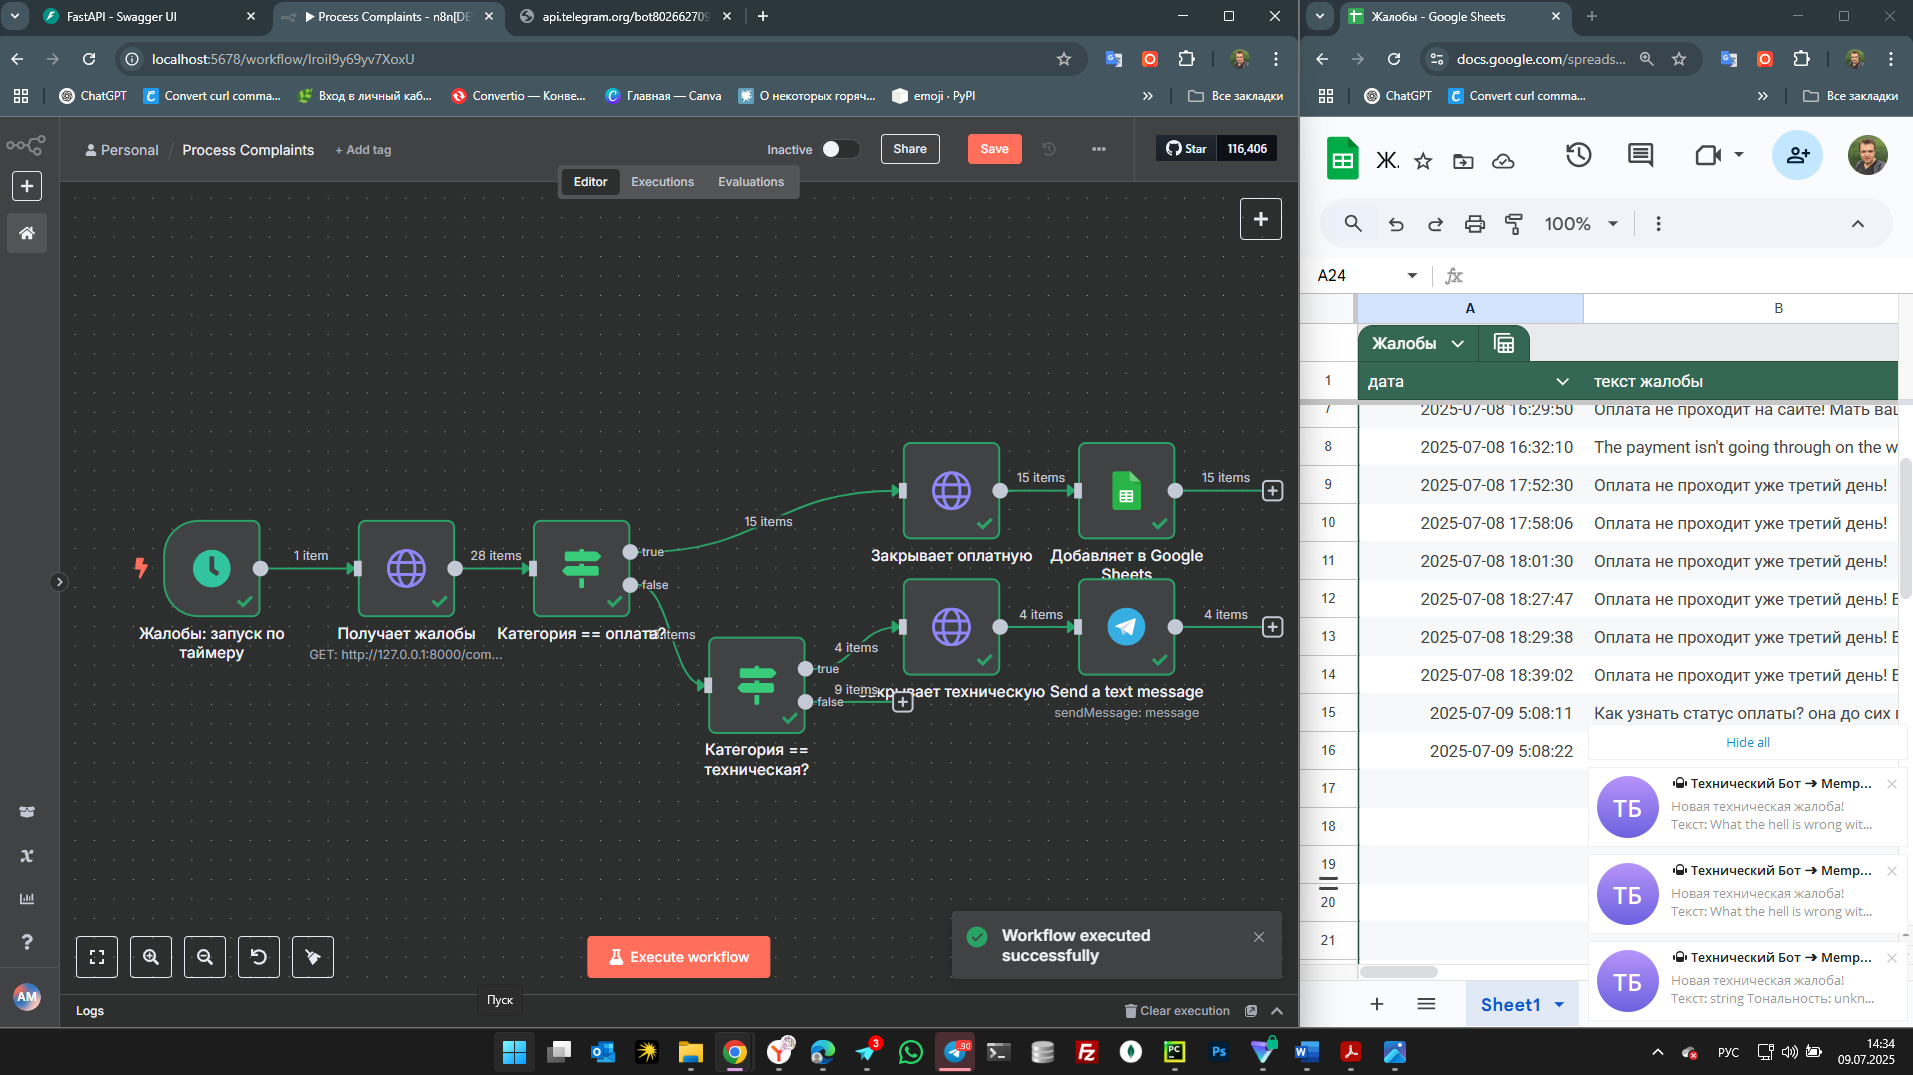 FastAPI - Swagger UI
Process Complaints - n8n[DE
api.telegram.org/bot802662709
Жалобы - Google Sheets
localhost:5678/workflow/IroiI9y69yv7XoxU
docs.google.com/spreads...
ChatGPT
Convert curl comma...
Вход в личный каб...
Convertio — Конве...
Главная — Canva
О некоторых горяч...
emoji · PyPI
»
Все закладки
ChatGPT
Convert curl comma...
»
Все закладки
Personal / Process Complaints + Add tag
Inactive
Share
Save
Star 116,406
Editor
Executions
Evaluations
Ж.
100%
A24
fx
A
B
Жалобы
1 дата текст жалобы
7 2025-07-08 16:29:50 Оплата не проходит на сайте! Мать ваш
8 2025-07-08 16:32:10 The payment isn't going through on the w
9 2025-07-08 17:52:30 Оплата не проходит уже третий день!
10 2025-07-08 17:58:06 Оплата не проходит уже третий день!
11 2025-07-08 18:01:30 Оплата не проходит уже третий день!
12 2025-07-08 18:27:47 Оплата не проходит уже третий день! В
13 2025-07-08 18:29:38 Оплата не проходит уже третий день! В
14 2025-07-08 18:39:02 Оплата не проходит уже третий день! В
15 2025-07-09 5:08:11 Как узнать статус оплаты? она до сих
16 2025-07-09 5:08:22
17
18
19
20
21
15 items
15 items
15 items
Закрывает оплатную
Добавляет в Google
Sheets
1 item
28 items
true
false
items
Жалобы: запуск по
таймеру
Получает жалобы
GET: http://127.0.0.1:8000/com...
Категория == оплата?
4 items
4 items
4 items
true
9 items
false
крывает техническую
Send a text message
sendMessage: message
Категория ==
техническая?
Hide all
Технический Бот ➜ Memp...
Новая техническая жалоба!
Текст: What the hell is wrong wit...
ТБ
Технический Бот ➜ Memp...
Новая техническая жалоба!
Текст: What the hell is wrong wit...
ТБ
Технический Бот ➜ Memp...
Новая техническая жалоба!
Текст: string Тональность: unkn...
ТБ
Workflow executed
successfully
Execute workflow
AM
Пуск
Logs
Clear execution
Sheet1
3
90
PC
Ps
Fz
РУС
14:34
09.07.2025